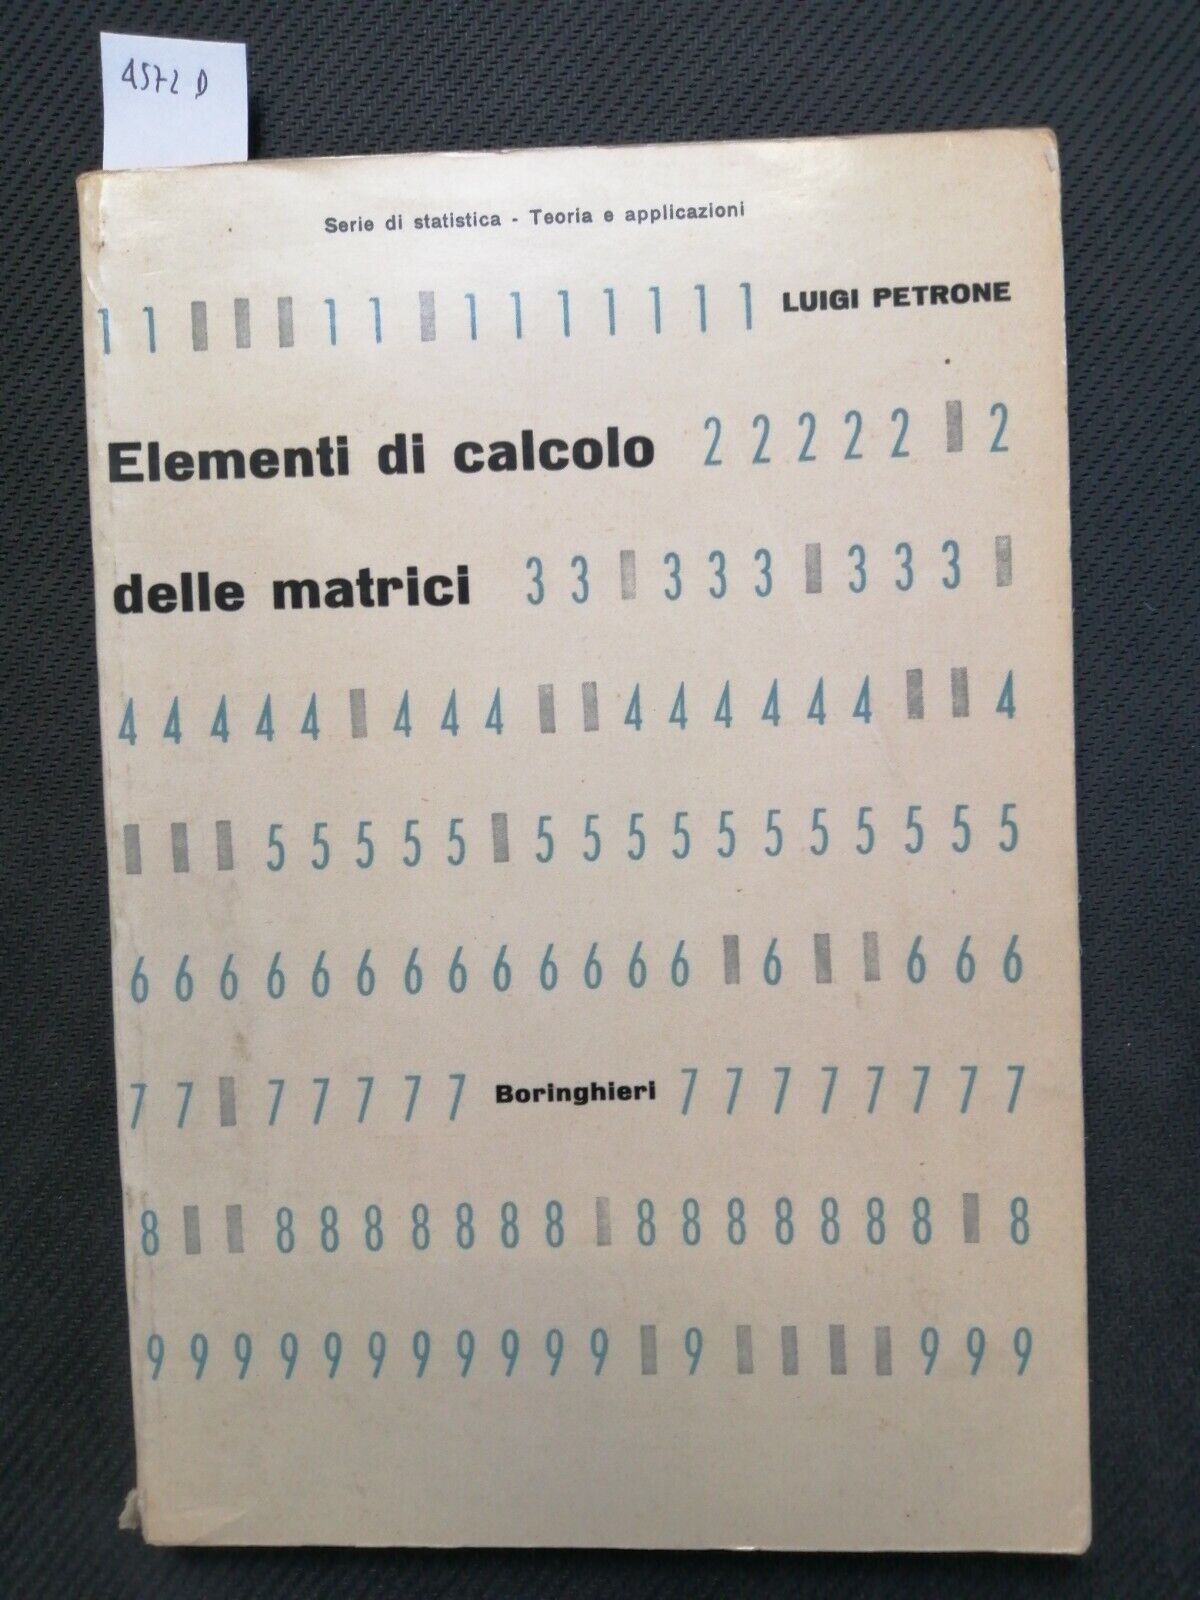 4572 D
Serie di statistica - Teoria e applicazioni
1 1 1 1 1 1 1 1 1 1 1 LUIGI PETRONE
Elementi di calcolo 2 2 2 2 2 2
delle matrici 3 3 3 3 3 3 3 3
4 4 4 4 4 4 4 4 4 4 4 4 4 4 4
5 5 5 5 5 5 5 5 5 5 5 5 5 5 5 5
6 6 6 6 6 6 6 6 6 6 6 6 6 6 6 6 6
7 7 7 7 7 7 7 Boringhieri 7 7 7 7 7 7 7 7
8 8 8 8 8 8 8 8 8 8 8 8 8 8 8 8
9 9 9 9 9 9 9 9 9 9 9 9 9 9 9